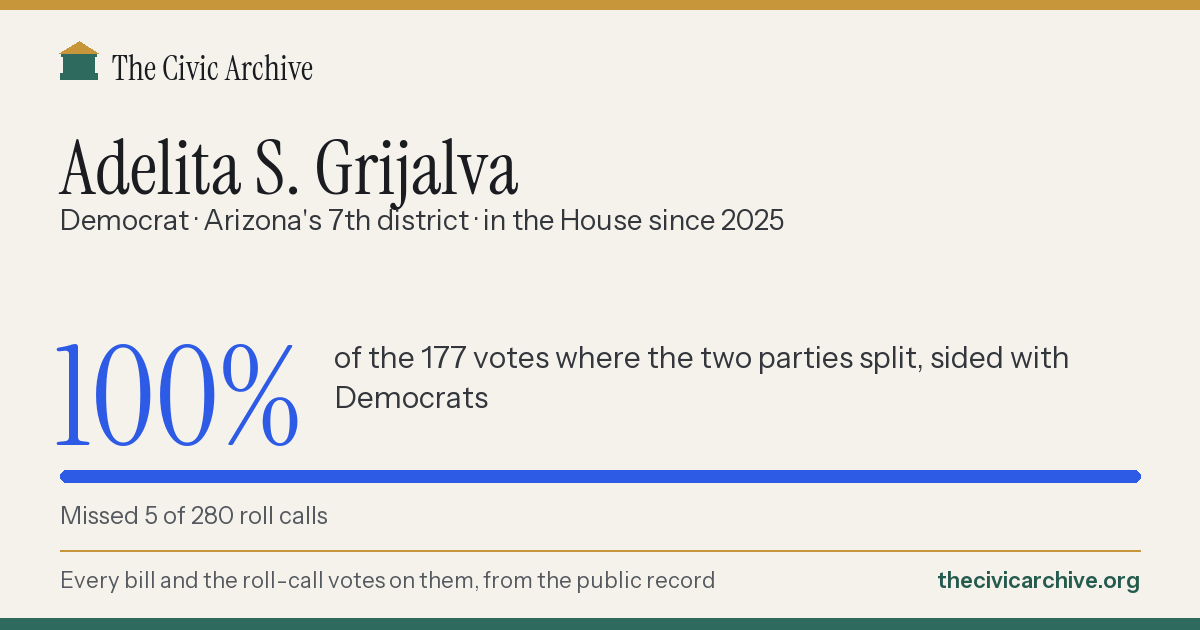 The Civic Archive
Adelita S. Grijalva
Democrat · Arizona's 7th district · in the House since 2025
100%
of the 177 votes where the two parties split, sided with
Democrats
Missed 5 of 280 roll calls
Every bill and the roll-call votes on them, from the public record
thecivicarchive.org